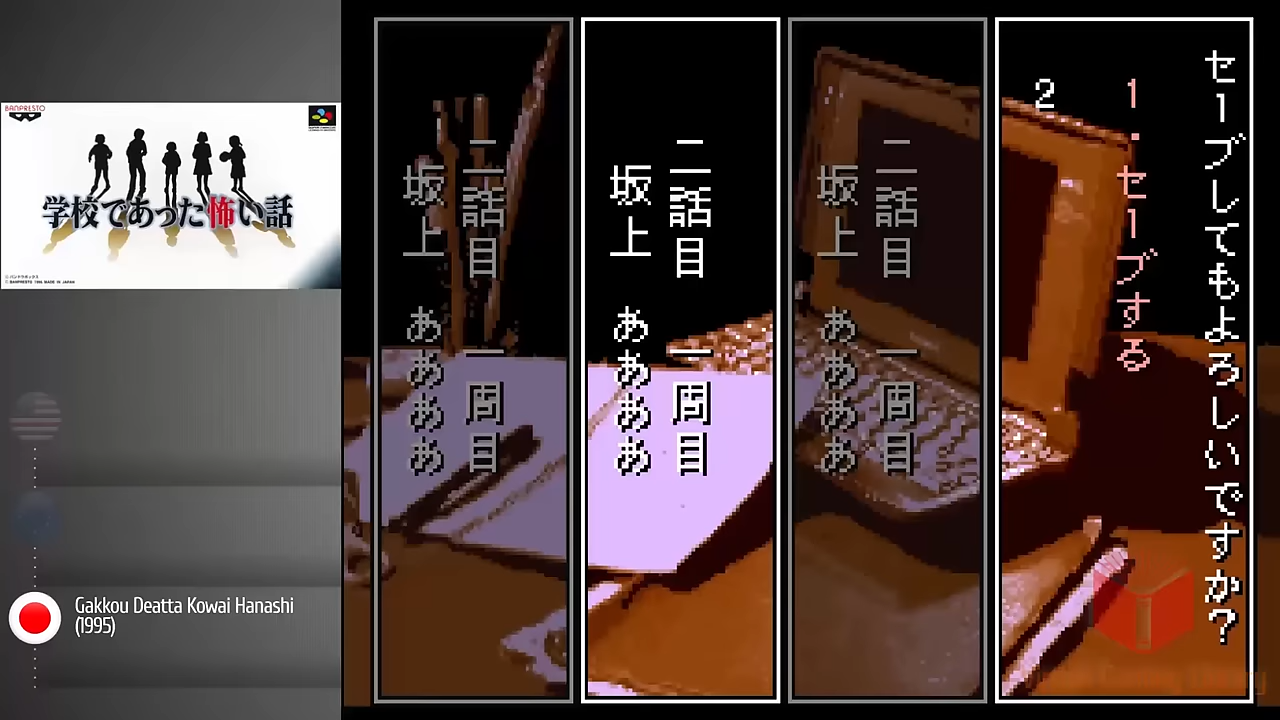 BANPRESTO
学校であった怖い話
Gakkou Deatta Kowai Hanashi
(1995)
セーブしてもよろしいですか?
1.セーブする
2
二話目 一周目
坂上 ああああ
二話目 一周目
坂上 ああああ
二話目 一周目
坂上 ああああ